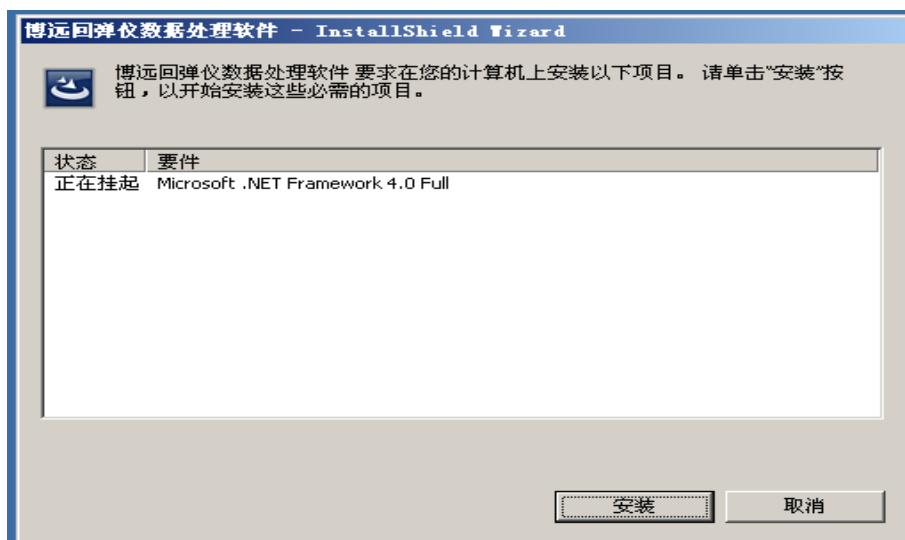 博远回弹仪数据处理软件 - InstallShield Wizard
博远回弹仪数据处理软件 要求在您的计算机上安装以下项目。 请单击“安装”按
钮，以开始安装这些必需的项目。
状态 要件
正在挂起 Microsoft .NET Framework 4.0 Full
安装 取消